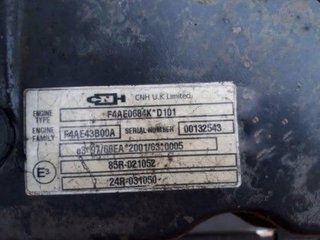 CNH CNH U.K Limited.
ENGINE TYPE F4AE0684K*D101
ENGINE FAMILY F4AE43B00A SERIAL NUMBER 00132543
e3*97/68EA*2001/63*0005
E3 85R-021052
24R-031050